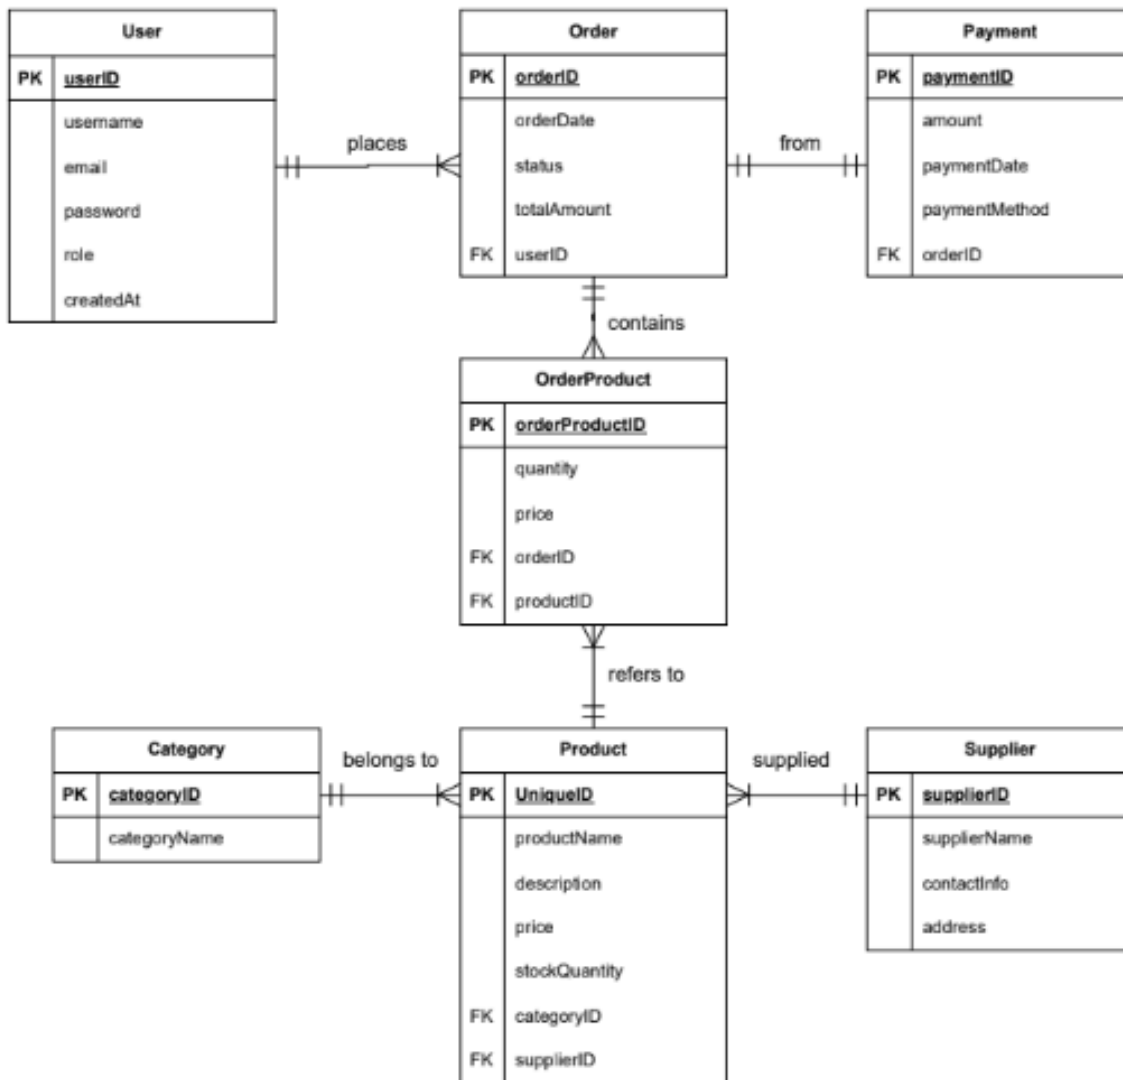 User
PK userID
username
email
password
role
createdAt
places
Order
PK orderID
orderDate
status
totalAmount
FK userID
from
Payment
PK paymentID
amount
paymentDate
paymentMethod
FK orderID
contains
OrderProduct
PK orderProductID
quantity
price
FK orderID
FK productID
refers to
Category
PK categoryID
categoryName
belongs to
Product
PK UniqueID
productName
description
price
stockQuantity
FK categoryID
FK supplierID
supplied
Supplier
PK supplierID
supplierName
contactInfo
address